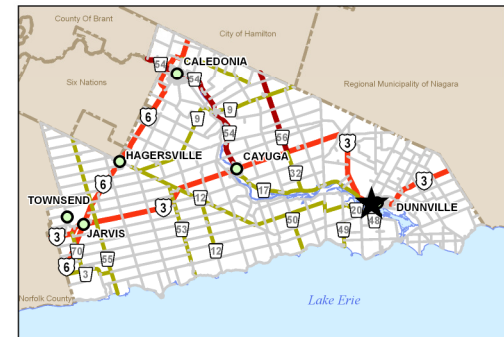 County Of Brant
City of Hamilton
CALEDONIA
54
54
Six Nations
Regional Municipality of Niagara
6
9
9
54
56
3
HAGERSVILLE
CAYUGA
6
32
3
17
TOWNSEND
12
3
20
DUNNVILLE
48
50
3
JARVIS
53
49
70
12
6
55
3
Norfolk County
Lake Erie